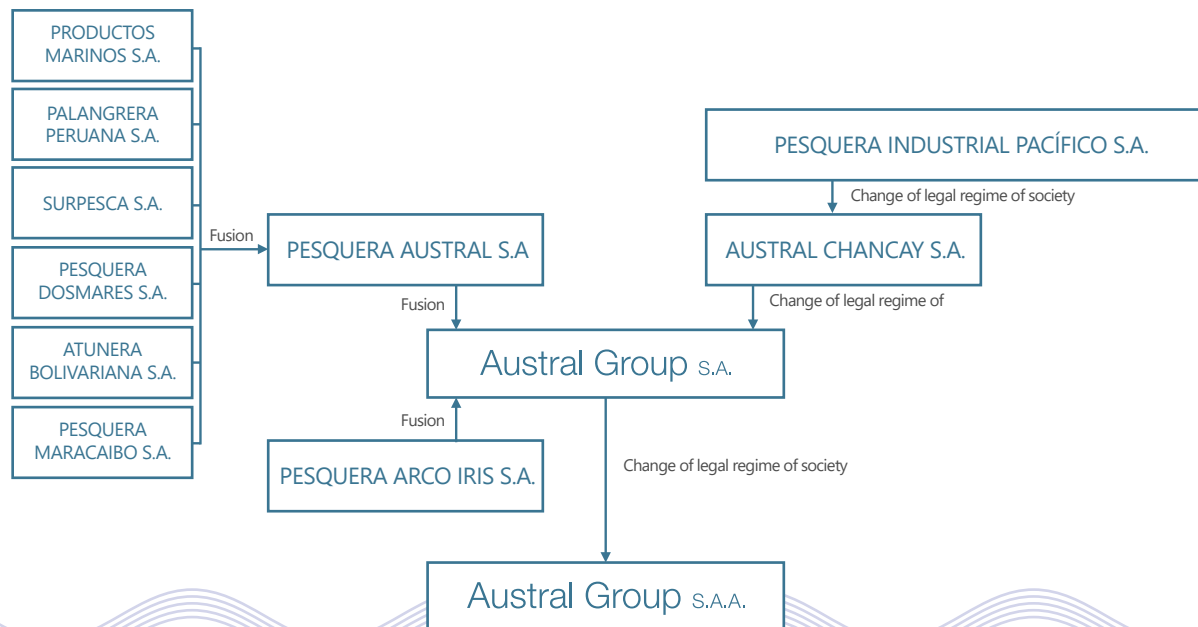 PRODUCTOS
MARINOS S.A.
PALANGRERA
PERUANA S.A.
SURPESCA S.A.
PESQUERA
DOSMARES S.A.
ATUNERA
BOLIVARIANA S.A.
PESQUERA
MARACAIBO S.A.
Fusion
PESQUERA AUSTRAL S.A
Fusion
PESQUERA INDUSTRIAL PACÍFICO S.A.
Change of legal regime of society
AUSTRAL CHANCAY S.A.
Change of legal regime of
Austral Group S.A.
Fusion
PESQUERA ARCO IRIS S.A.
Change of legal regime of society
Austral Group S.A.A.